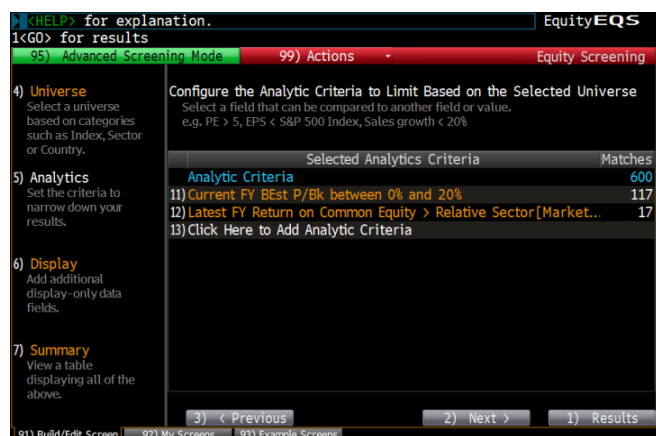 <HELP> for explanation. Equity EQS
1<GO> for results
95) Advanced Screening Mode 99) Actions Equity Screening
4) Universe
Select a universe
based on categories
such as Index, Sector
or Country.
5) Analytics
Set the criteria to
narrow down your
results.
6) Display
Add additional
display-only data
fields.
7) Summary
View a table
displaying all of the
above.
Configure the Analytic Criteria to Limit Based on the Selected Universe
Select a field that can be compared to another field or value.
e.g. PE > 5, EPS < S&P 500 Index, Sales growth < 20%
Selected Analytics Criteria Matches
Analytic Criteria 600
11) Current FY BEst P/Bk between 0% and 20% 117
12) Latest FY Return on Common Equity > Relative Sector[Market... 17
13) Click Here to Add Analytic Criteria
3) < Previous 2) Next > 1) Results
91) Build/Edit Screen 92) My Screens 93) Example Screens